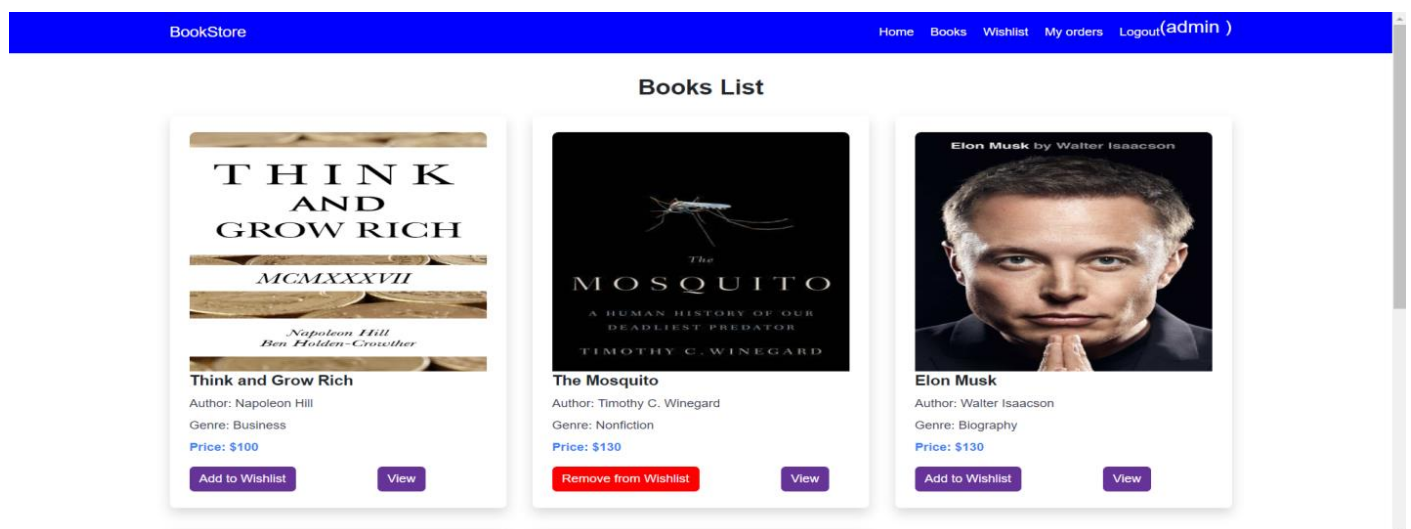 BookStore
Home Books Wishlist My orders Logout(admin )
Books List
THINK
AND
GROW RICH
MCMXXXVII
Napoleon Hill
Ben Holden-Crowther
Think and Grow Rich
Author: Napoleon Hill
Genre: Business
Price: $100
Add to Wishlist View
The
MOSQUITO
A HUMAN HISTORY OF OUR
DEADLIEST PREDATOR
TIMOTHY C. WINEGARD
The Mosquito
Author: Timothy C. Winegard
Genre: Nonfiction
Price: $130
Remove from Wishlist View
Elon Musk by Walter Isaacson
Elon Musk
Author: Walter Isaacson
Genre: Biography
Price: $130
Add to Wishlist View